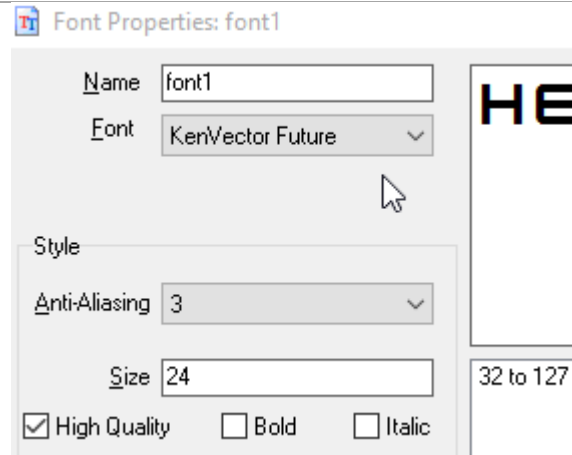 Font Properties: font1
Name font1
Font KenVector Future
HE
Style
Anti-Aliasing 3
Size 24
32 to 127
High Quality Bold Italic